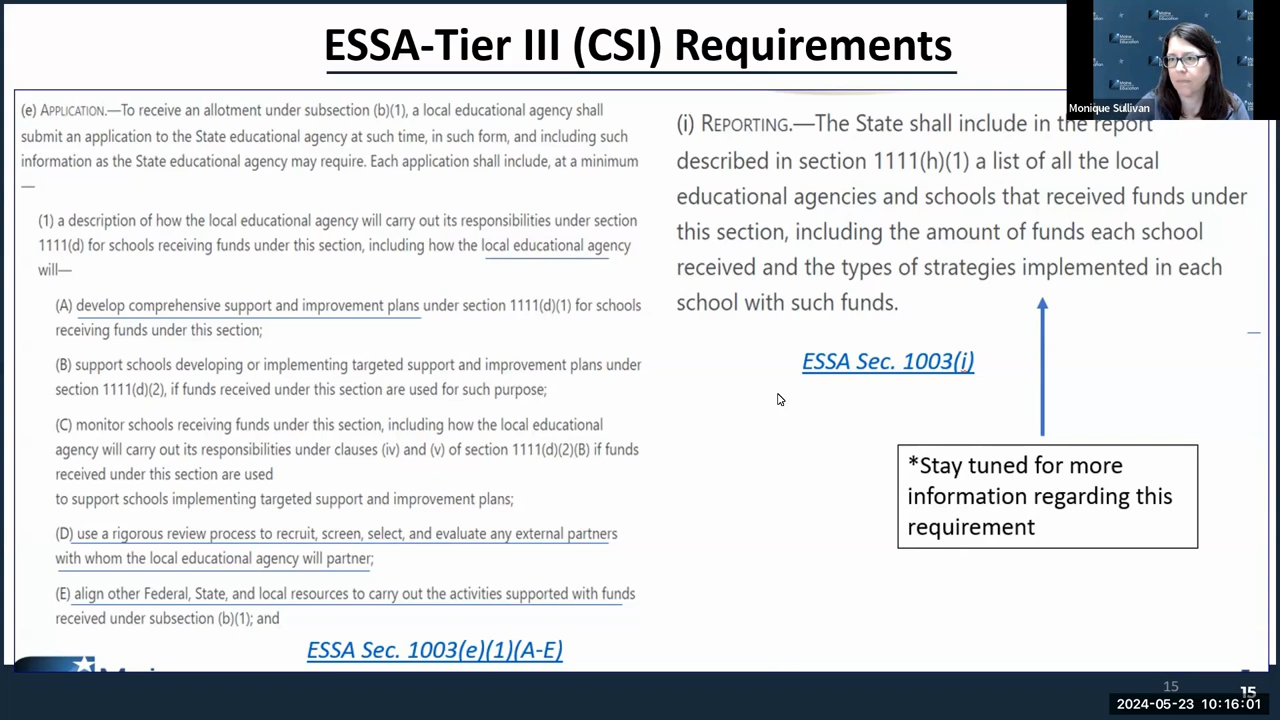 ESSA-Tier III (CSI) Requirements
Monique Sullivan
(e) APPLICATION.—To receive an allotment under subsection (b)(1), a local educational agency shall
submit an application to the State educational agency at such time, in such form, and including such
information as the State educational agency may require. Each application shall include, at a minimum
—
(1) a description of how the local educational agency will carry out its responsibilities under section
1111(d) for schools receiving funds under this section, including how the local educational agency
will—
(A) develop comprehensive support and improvement plans under section 1111(d)(1) for schools
receiving funds under this section;
(B) support schools developing or implementing targeted support and improvement plans under
section 1111(d)(2), if funds received under this section are used for such purpose;
(C) monitor schools receiving funds under this section, including how the local educational
agency will carry out its responsibilities under clauses (iv) and (v) of section 1111(d)(2)(B) if funds
received under this section are used
to support schools implementing targeted support and improvement plans;
(D) use a rigorous review process to recruit, screen, select, and evaluate any external partners
with whom the local educational agency will partner;
(E) align other Federal, State, and local resources to carry out the activities supported with funds
received under subsection (b)(1); and
ESSA Sec. 1003(e)(1)(A-E)
(i) REPORTING.—The State shall include in the report
described in section 1111(h)(1) a list of all the local
educational agencies and schools that received funds under
this section, including the amount of funds each school
received and the types of strategies implemented in each
school with such funds.
ESSA Sec. 1003(i)
*Stay tuned for more
information regarding this
requirement
15
15
2024-05-23 10:16:01